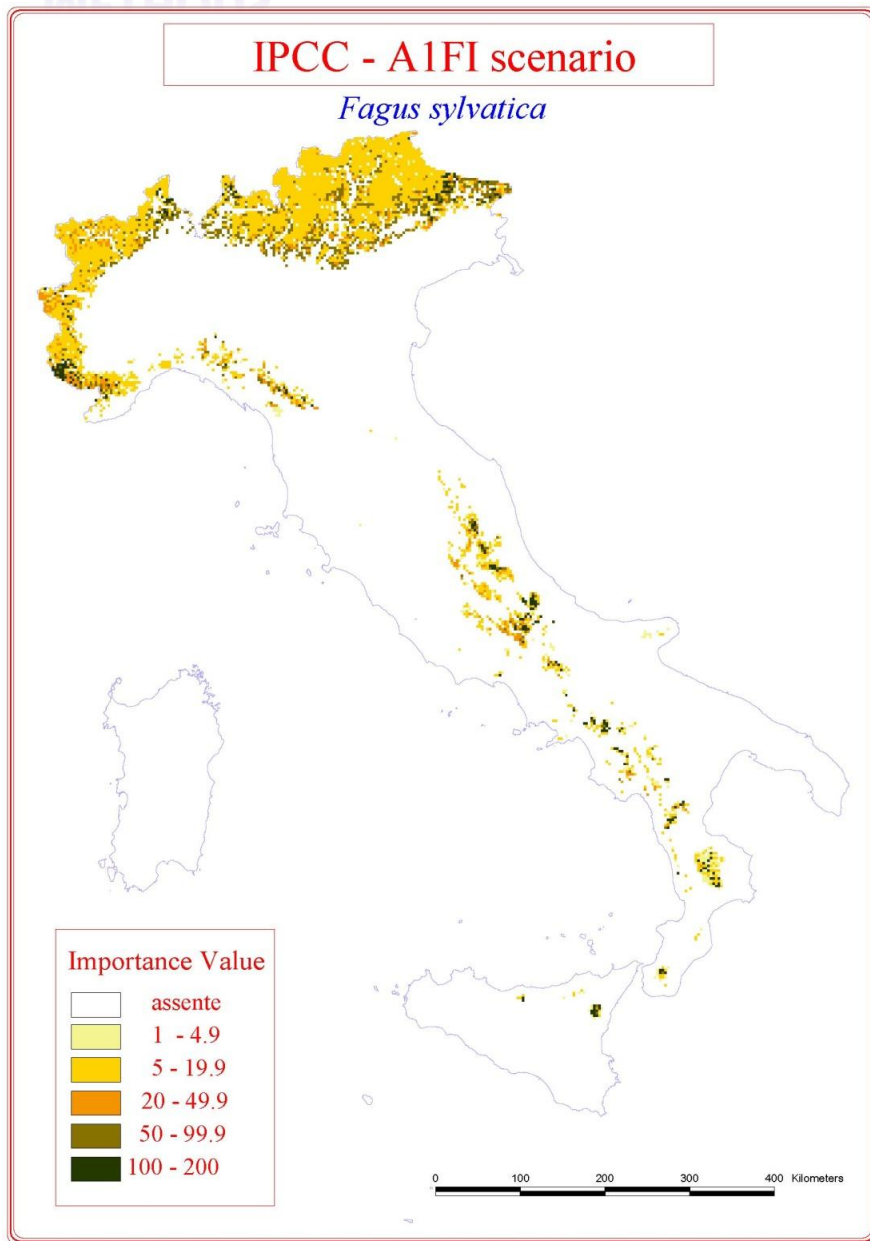 IPCC - A1FI scenario
Fagus sylvatica
Importance Value
assente
1 - 4.9
5 - 19.9
20 - 49.9
50 - 99.9
100 - 200
0 100 200 300 400 Kilometers